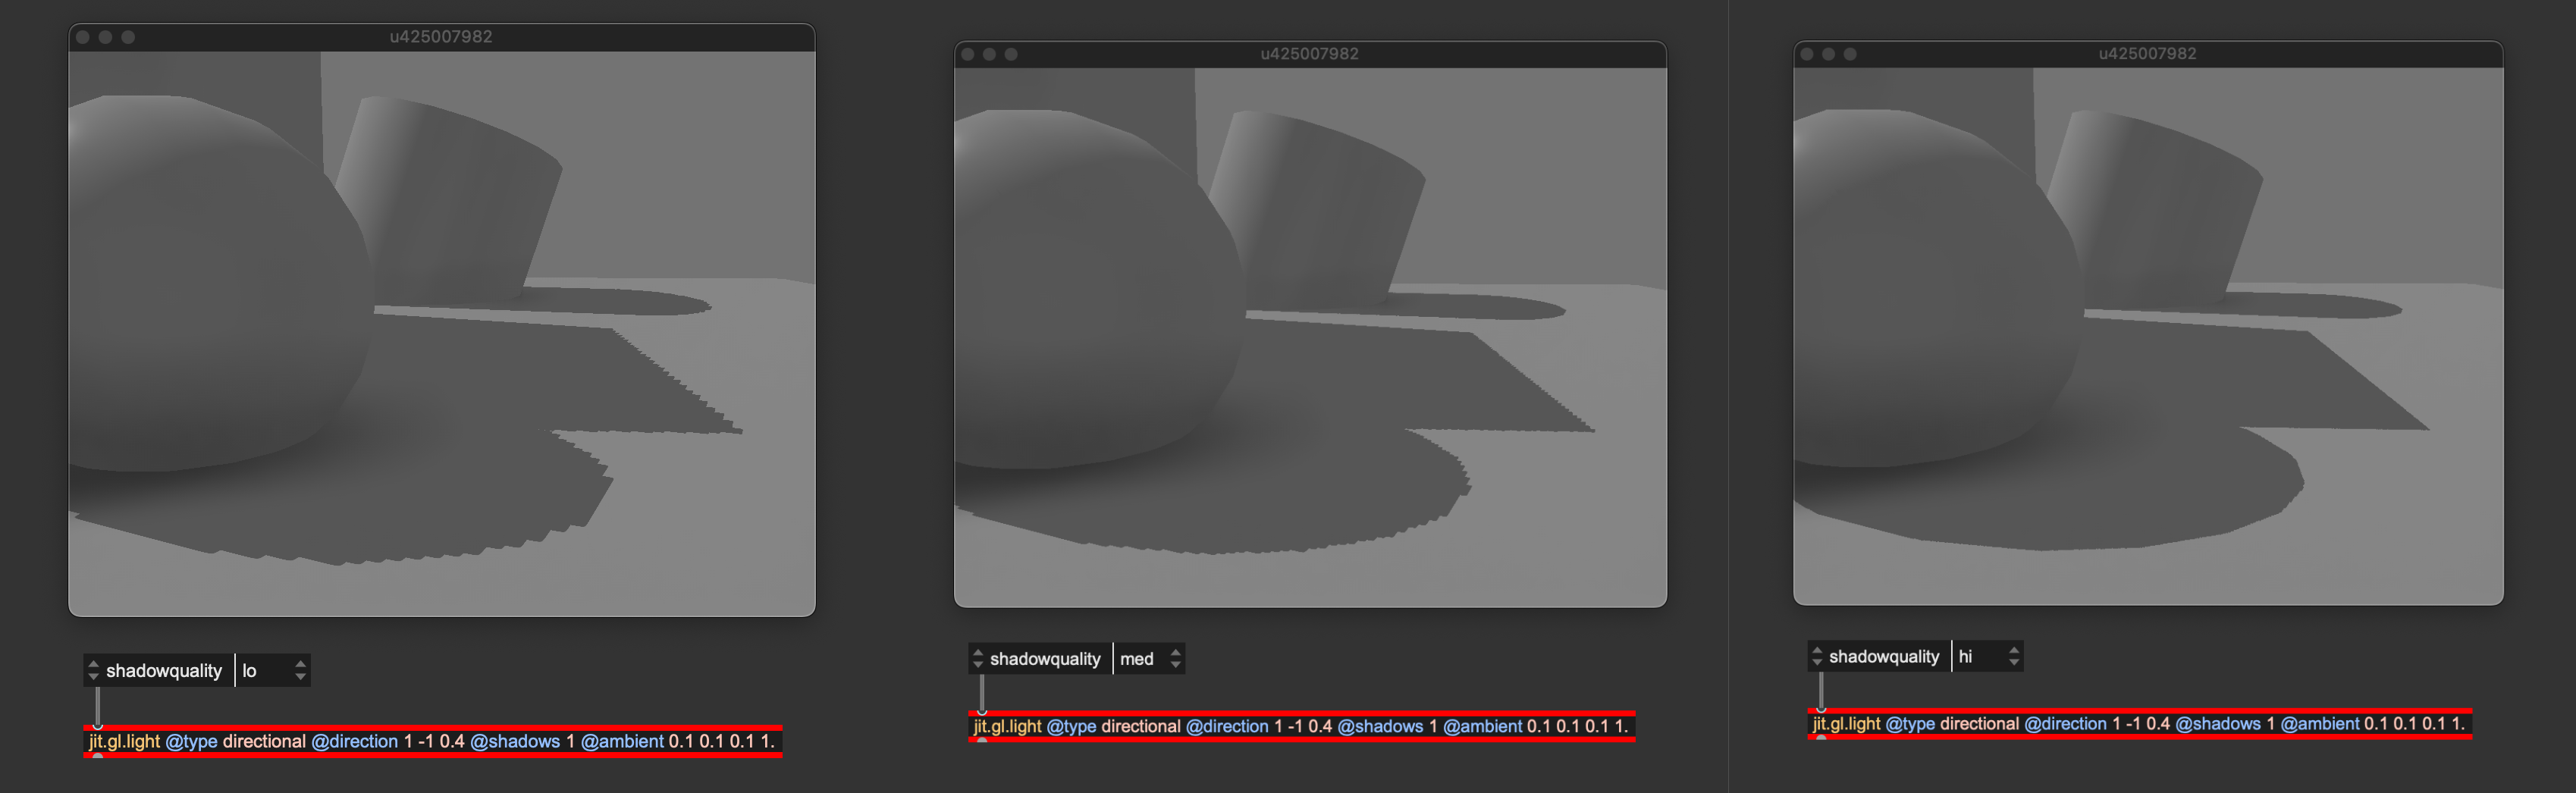 u425007982
shadowquality lo
jit.gl.light @type directional @direction 1 -1 0.4 @shadows 1 @ambient 0.1 0.1 0.1 1.
u425007982
shadowquality med
jit.gl.light @type directional @direction 1 -1 0.4 @shadows 1 @ambient 0.1 0.1 0.1 1.
u425007982
shadowquality hi
jit.gl.light @type directional @direction 1 -1 0.4 @shadows 1 @ambient 0.1 0.1 0.1 1.